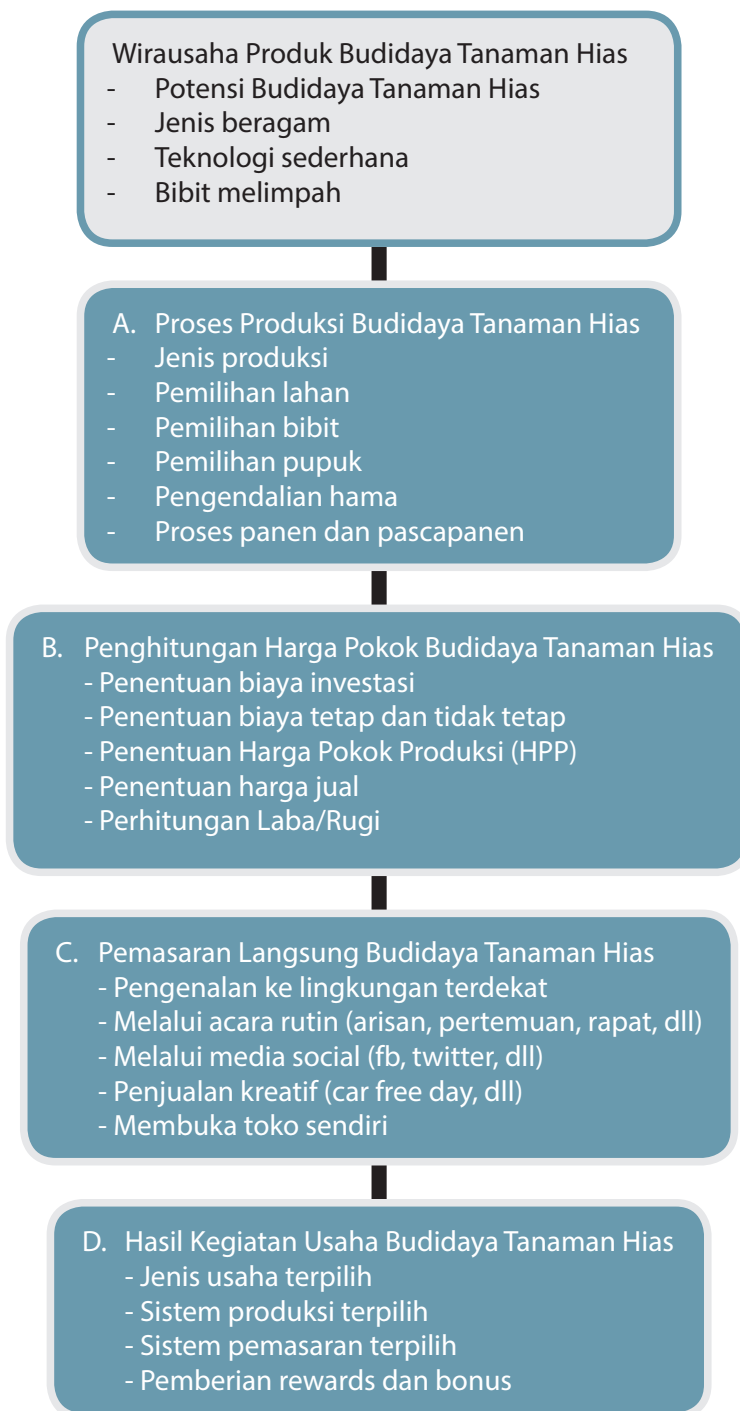 Wirausaha Produk Budidaya Tanaman Hias
- Potensi Budidaya Tanaman Hias
- Jenis beragam
- Teknologi sederhana
- Bibit melimpah
A. Proses Produksi Budidaya Tanaman Hias
- Jenis produksi
- Pemilihan lahan
- Pemilihan bibit
- Pemilihan pupuk
- Pengendalian hama
- Proses panen dan pascapanen
B. Penghitungan Harga Pokok Budidaya Tanaman Hias
- Penentuan biaya investasi
- Penentuan biaya tetap dan tidak tetap
- Penentuan Harga Pokok Produksi (HPP)
- Penentuan harga jual
- Perhitungan Laba/Rugi
C. Pemasaran Langsung Budidaya Tanaman Hias
- Pengenalan ke lingkungan terdekat
- Melalui acara rutin (arisan, pertemuan, rapat, dll)
- Melalui media social (fb, twitter, dll)
- Penjualan kreatif (car free day, dll)
- Membuka toko sendiri
D. Hasil Kegiatan Usaha Budidaya Tanaman Hias
- Jenis usaha terpilih
- Sistem produksi terpilih
- Sistem pemasaran terpilih
- Pemberian rewards dan bonus